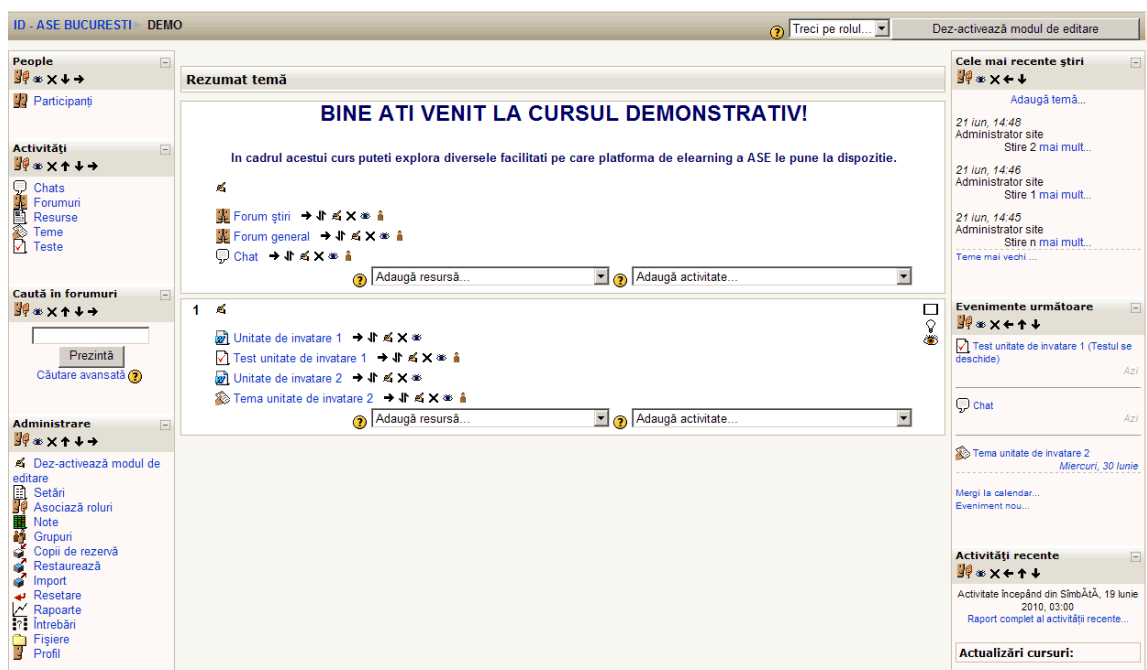 ID - ASE BUCURESTI ► DEMO
Treci pe rolul...
Dez-activează modul de editare
People
Participanți
Activităţi
Chats
Forumuri
Resurse
Teme
Teste
Caută în forumuri
Prezintă
Căutare avansată
Administrare
Dez-activează modul de
editare
Setări
Asociază roluri
Note
Grupuri
Copii de rezervă
Restaurează
Import
Resetare
Rapoarte
Întrebări
Fişiere
Profil
Rezumat temă
BINE ATI VENIT LA CURSUL DEMONSTRATIV!
In cadrul acestui curs puteti explora diversele facilitati pe care platforma de elearning a ASE le pune la dispozitie.
Forum ştiri
Forum general
Chat
Adaugă resursă...
Adaugă activitate...
1
Unitate de invatare 1
Test unitate de invatare 1
Unitate de invatare 2
Tema unitate de invatare 2
Adaugă resursă...
Adaugă activitate...
Cele mai recente ştiri
Adaugă temă...
21 iun, 14:48
Administrator site
Stire 2 mai mult...
21 iun, 14:46
Administrator site
Stire 1 mai mult...
21 iun, 14:45
Administrator site
Stire n mai mult...
Teme mai vechi ...
Evenimente următoare
Test unitate de invatare 1 (Testul se
deschide)
Azi
Chat
Azi
Tema unitate de invatare 2
Miercuri, 30 Iunie
Mergi la calendar...
Eveniment nou...
Activităţi recente
Activitate începând din SîmbĂtĂ, 19 Iunie
2010, 03:00
Raport complet al activităţii recente...
Actualizări cursuri: